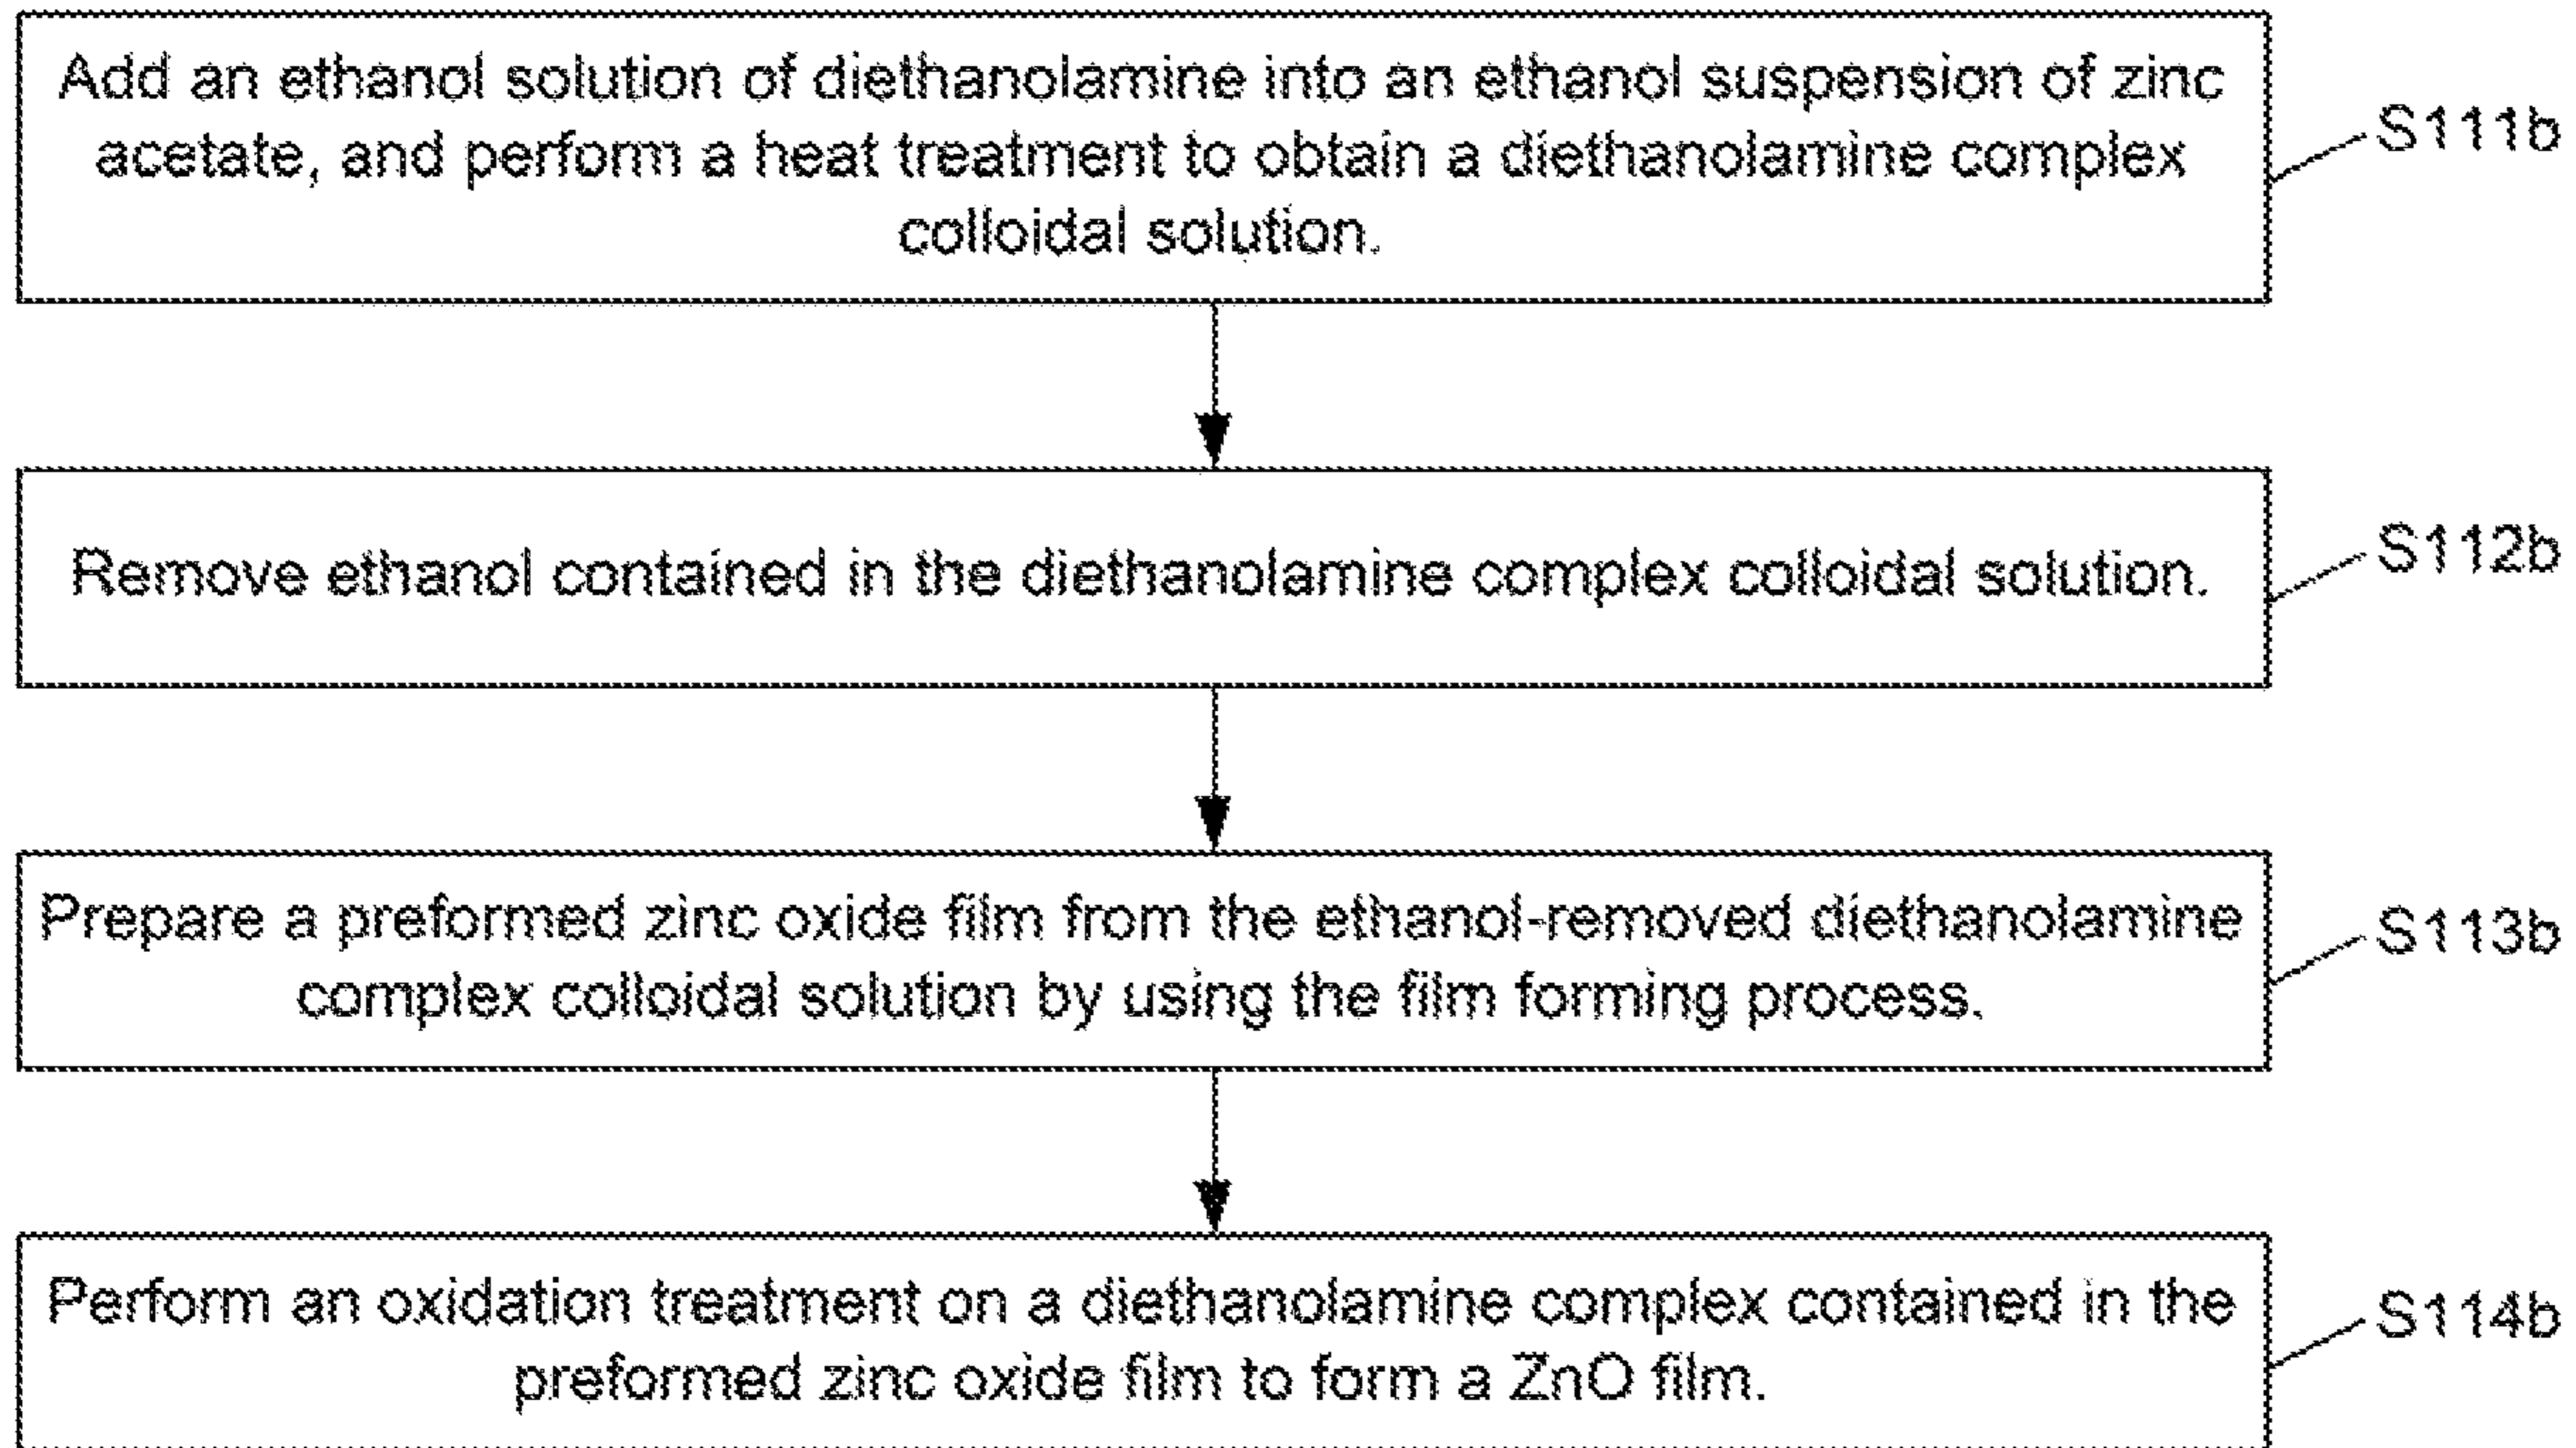 Add an ethanol solution of diethanolamine into an ethanol suspension of zinc
acetate, and perform a heat treatment to obtain a diethanolamine complex
colloidal solution.
S111b
Remove ethanol contained in the diethanolamine complex colloidal solution.
S112b
Prepare a preformed zinc oxide film from the ethanol-removed diethanolamine
complex colloidal solution by using the film forming process.
S113b
Perform an oxidation treatment on a diethanolamine complex contained in the
preformed zinc oxide film to form a ZnO film.
S114b